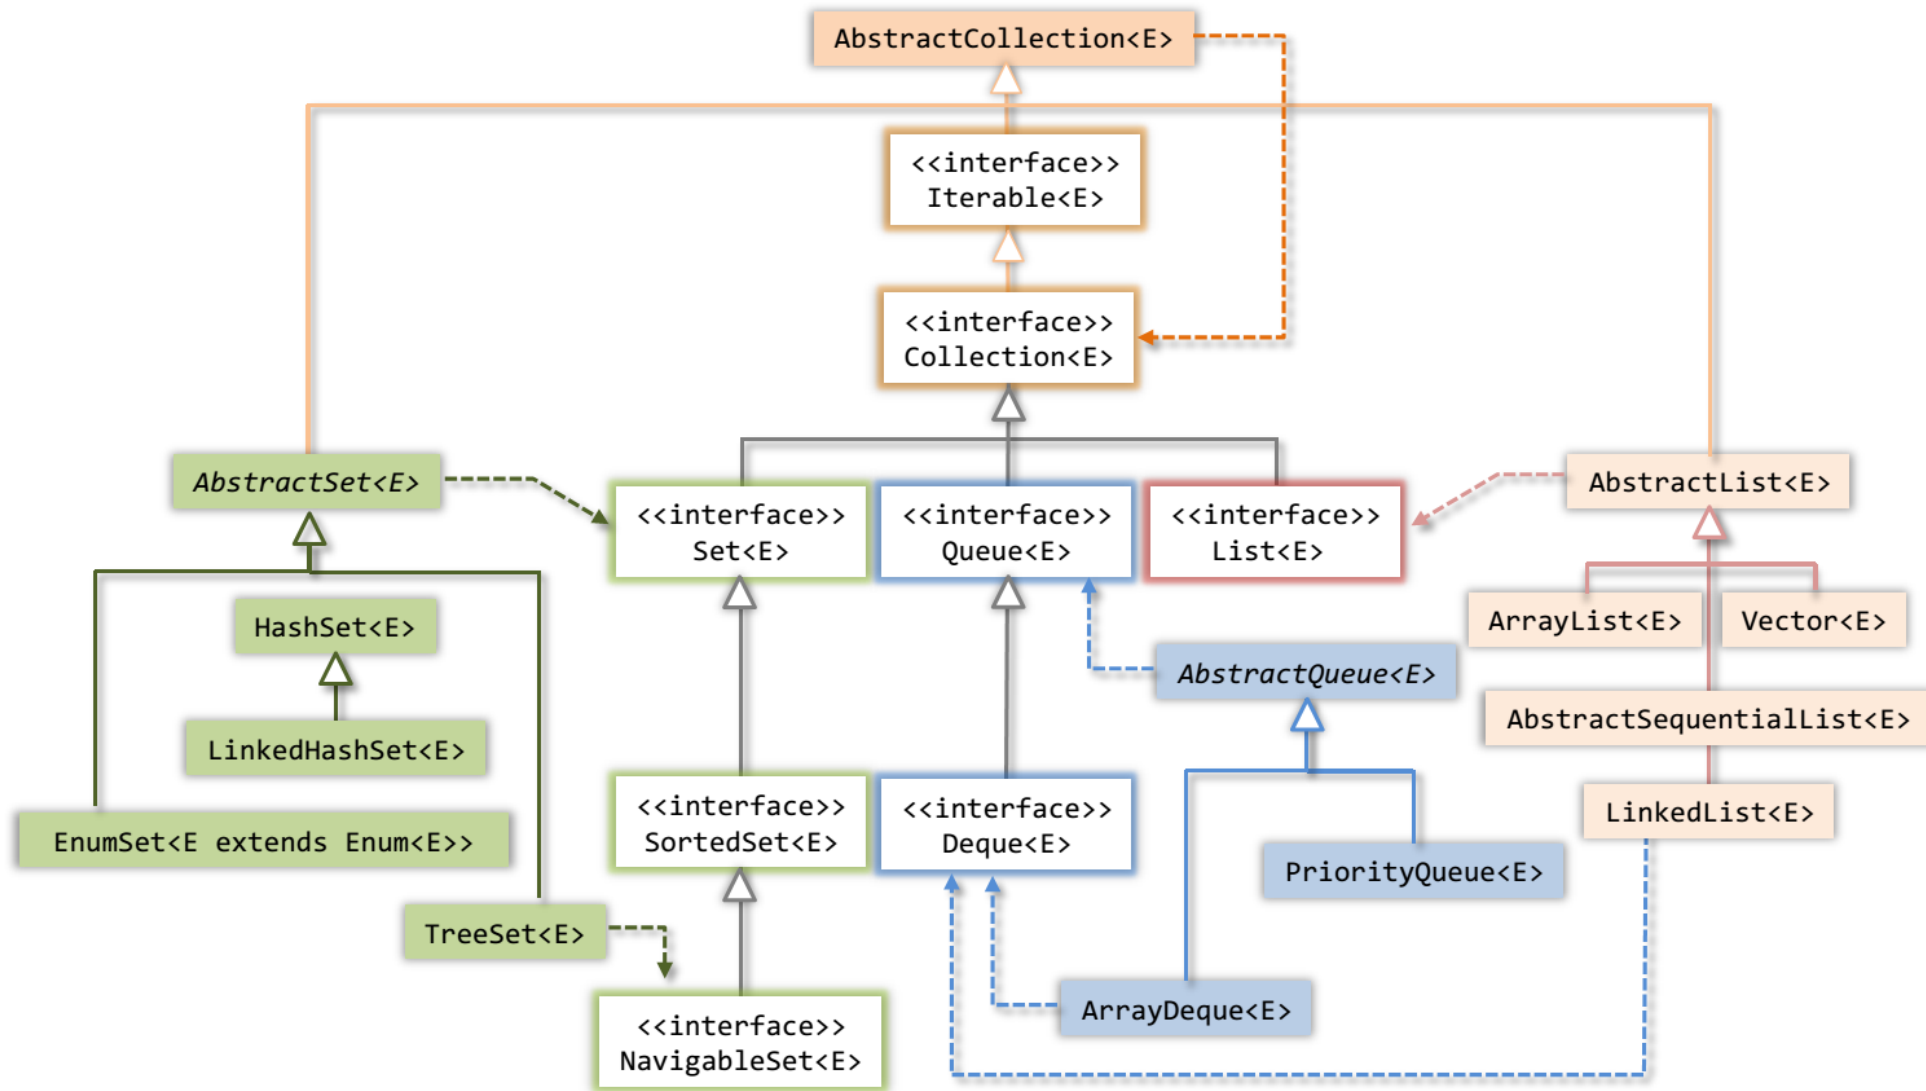 AbstractCollection<E>
<<interface>>
Iterable<E>
<<interface>>
Collection<E>
AbstractSet<E>
<<interface>>
Set<E>
<<interface>>
Queue<E>
<<interface>>
List<E>
AbstractList<E>
HashSet<E>
ArrayList<E>
Vector<E>
AbstractQueue<E>
LinkedHashSet<E>
AbstractSequentialList<E>
EnumSet<E extends Enum<E>>
<<interface>>
SortedSet<E>
<<interface>>
Deque<E>
LinkedList<E>
PriorityQueue<E>
TreeSet<E>
ArrayDeque<E>
<<interface>>
NavigableSet<E>